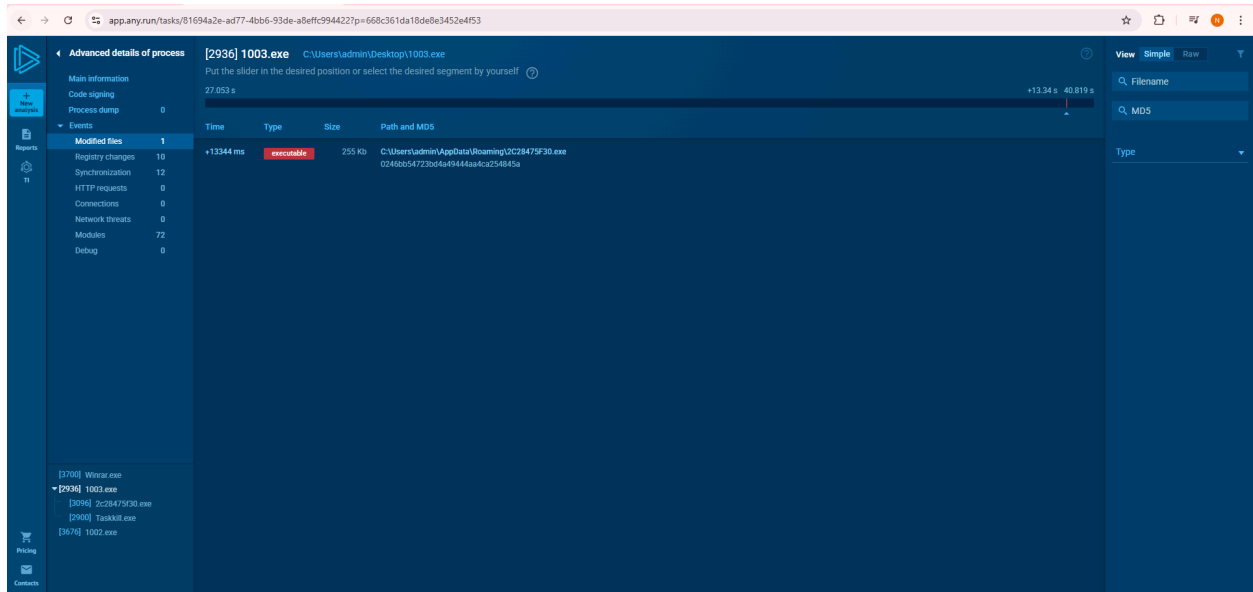 app.any.run/tasks/81694a2e-ad77-4bb6-93de-a8effc994422?p=668c361da18de8e3452e4f53
N
New analysis
Reports
TI
Pricing
Contacts
Advanced details of process
Main information
Code signing
Process dump 0
Events
Modified files 1
Registry changes 10
Synchronization 12
HTTP requests 0
Connections 0
Network threats 0
Modules 72
Debug 0
[3700] Winrar.exe
[2936] 1003.exe
[3096] 2c28475f30.exe
[2900] Taskkill.exe
[3676] 1002.exe
[2936] 1003.exe C:\Users\admin\Desktop\1003.exe
Put the slider in the desired position or select the desired segment by yourself ?
27.053 s +13.34 s 40.819 s
Time Type Size Path and MD5
+13344 ms executable 255 Kb C:\Users\admin\AppData\Roaming\2C28475F30.exe
0246bb54723bd4a49444aa4ca254845a
?
View Simple Raw
Filename
MD5
Type